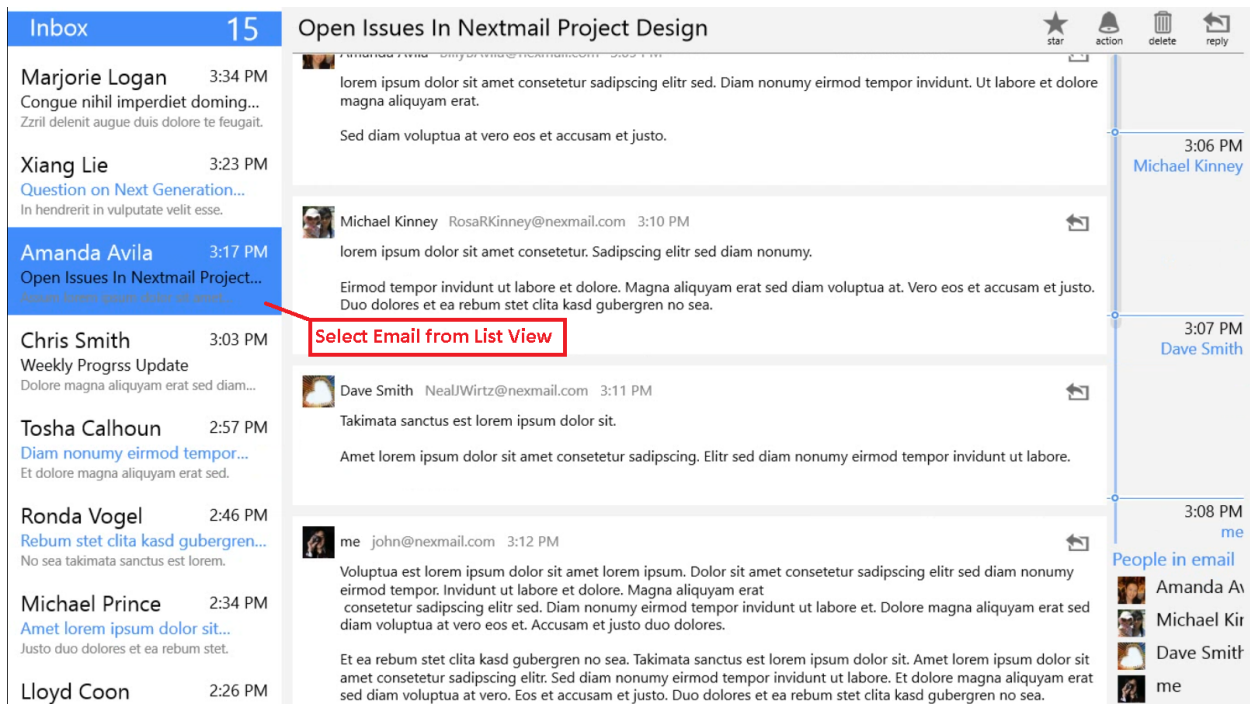 Inbox 15
Marjorie Logan 3:34 PM
Congue nihil imperdiet doming...
Zzril delenit augue duis dolore te feugait.
Xiang Lie 3:23 PM
Question on Next Generation...
In hendrerit in vulputate velit esse.
Amanda Avila 3:17 PM
Open Issues In Nextmail Project...
Chris Smith 3:03 PM
Weekly Progrss Update
Dolore magna aliquyam erat sed diam...
Tosha Calhoun 2:57 PM
Diam nonumy eirmod tempor...
Et dolore magna aliquyam erat sed.
Ronda Vogel 2:46 PM
Rebum stet clita kasd gubergren...
No sea takimata sanctus est lorem.
Michael Prince 2:34 PM
Amet lorem ipsum dolor sit...
Justo duo dolores et ea rebum stet.
Lloyd Coon 2:26 PM
Select Email from List View
Open Issues In Nextmail Project Design
star action delete reply
Amanda Avila
lorem ipsum dolor sit amet consetetur sadipscing elitr sed. Diam nonumy eirmod tempor invidunt. Ut labore et dolore
magna aliquyam erat.
Sed diam voluptua at vero eos et accusam et justo.
Michael Kinney RosaRKinney@nexmail.com 3:10 PM
lorem ipsum dolor sit amet consetetur. Sadipscing elitr sed diam nonumy.
Eirmod tempor invidunt ut labore et dolore. Magna aliquyam erat sed diam voluptua at. Vero eos et accusam et justo.
Duo dolores et ea rebum stet clita kasd gubergren no sea.
Dave Smith NealJWirtz@nexmail.com 3:11 PM
Takimata sanctus est lorem ipsum dolor sit.
Amet lorem ipsum dolor sit amet consetetur sadipscing. Elitr sed diam nonumy eirmod tempor invidunt ut labore.
me john@nexmail.com 3:12 PM
Voluptua est lorem ipsum dolor sit amet lorem ipsum. Dolor sit amet consetetur sadipscing elitr sed diam nonumy
eirmod tempor. Invidunt ut labore et dolore. Magna aliquyam erat
consetetur sadipscing elitr sed. Diam nonumy eirmod tempor invidunt ut labore et. Dolore magna aliquyam erat sed
diam voluptua at vero eos et. Accusam et justo duo dolores.
Et ea rebum stet clita kasd gubergren no sea. Takimata sanctus est lorem ipsum dolor sit. Amet lorem ipsum dolor sit
amet consetetur sadipscing elitr. Sed diam nonumy eirmod tempor invidunt ut labore. Et dolore magna aliquyam erat
sed diam voluptua at vero. Eos et accusam et justo. Duo dolores et ea rebum stet clita kasd gubergren no sea.
3:06 PM
Michael Kinney
3:07 PM
Dave Smith
3:08 PM
me
People in email
Amanda Av
Michael Kin
Dave Smith
me